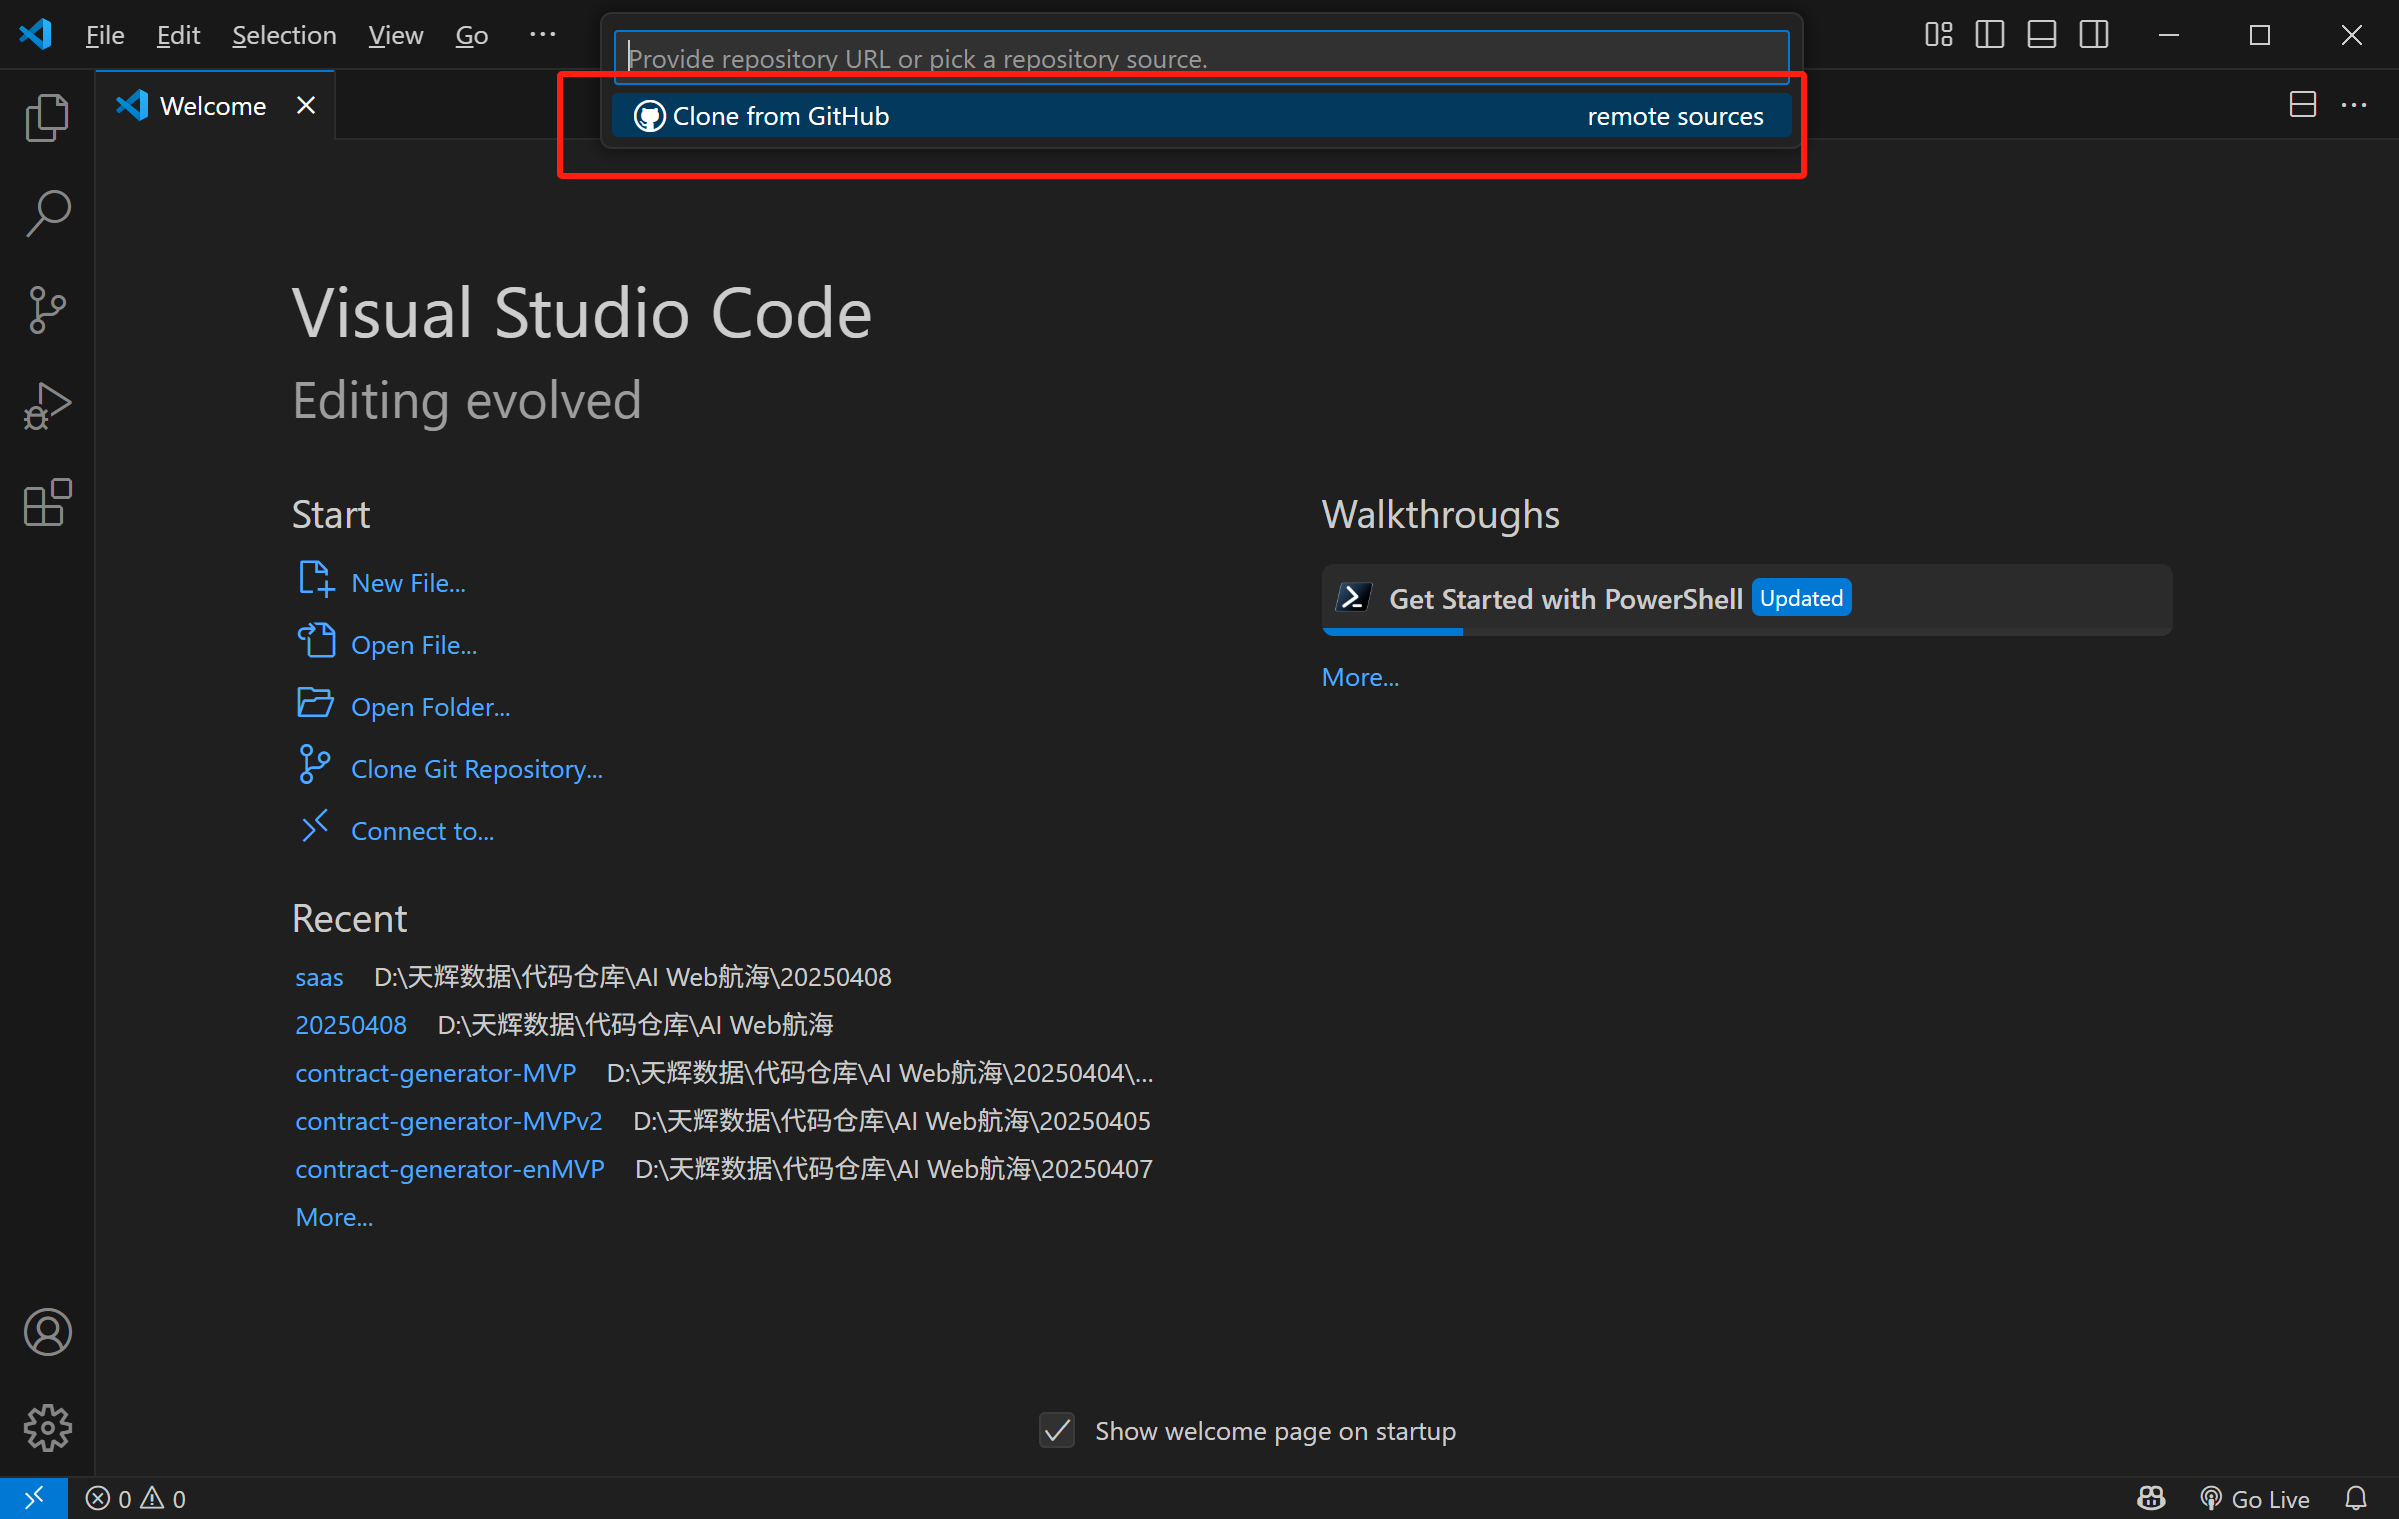 File Edit Selection View Go ···
Provide repository URL or pick a repository source.
Welcome
Clone from GitHub remote sources
Visual Studio Code
Editing evolved
Start
New File...
Open File...
Open Folder...
Clone Git Repository...
Connect to...
Walkthroughs
Get Started with PowerShell Updated
More...
Recent
saas D:\天辉数据\代码仓库\AI Web航海\20250408
20250408 D:\天辉数据\代码仓库\AI Web航海
contract-generator-MVP D:\天辉数据\代码仓库\AI Web航海\20250404\...
contract-generator-MVPv2 D:\天辉数据\代码仓库\AI Web航海\20250405
contract-generator-enMVP D:\天辉数据\代码仓库\AI Web航海\20250407
More...
Show welcome page on startup
0 0 Go Live